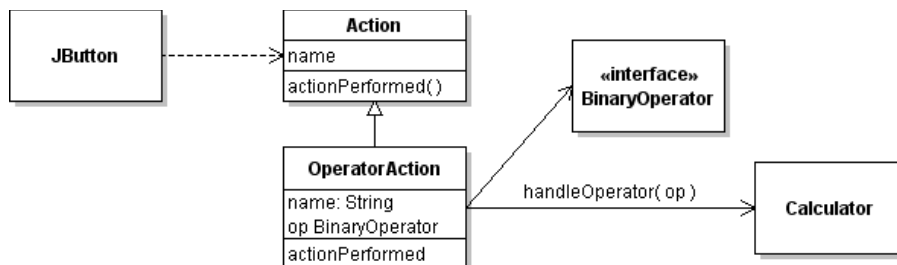 Action
name
actionPerformed()
JButton
«interface»
BinaryOperator
OperatorAction
name: String
op BinaryOperator
actionPerformed
handleOperator( op )
Calculator